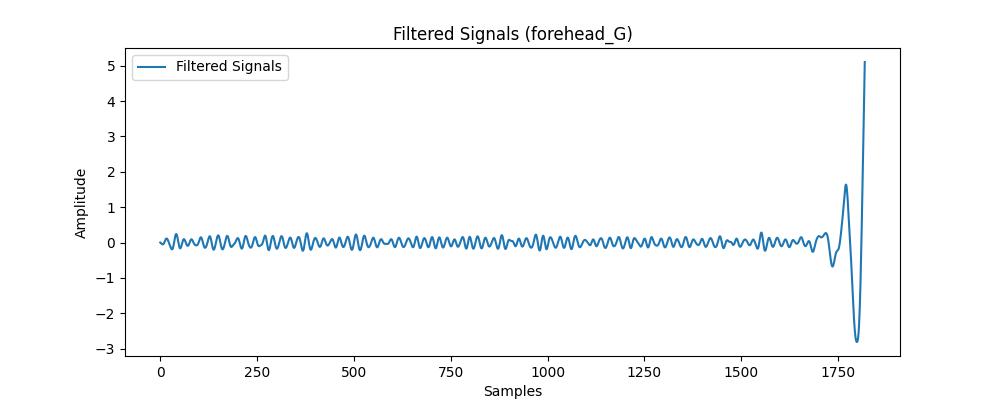 Filtered Signals (forehead_G)
Filtered Signals
Amplitude
5
4
3
2
1
0
−1
−2
−3
0 250 500 750 1000 1250 1500 1750
Samples